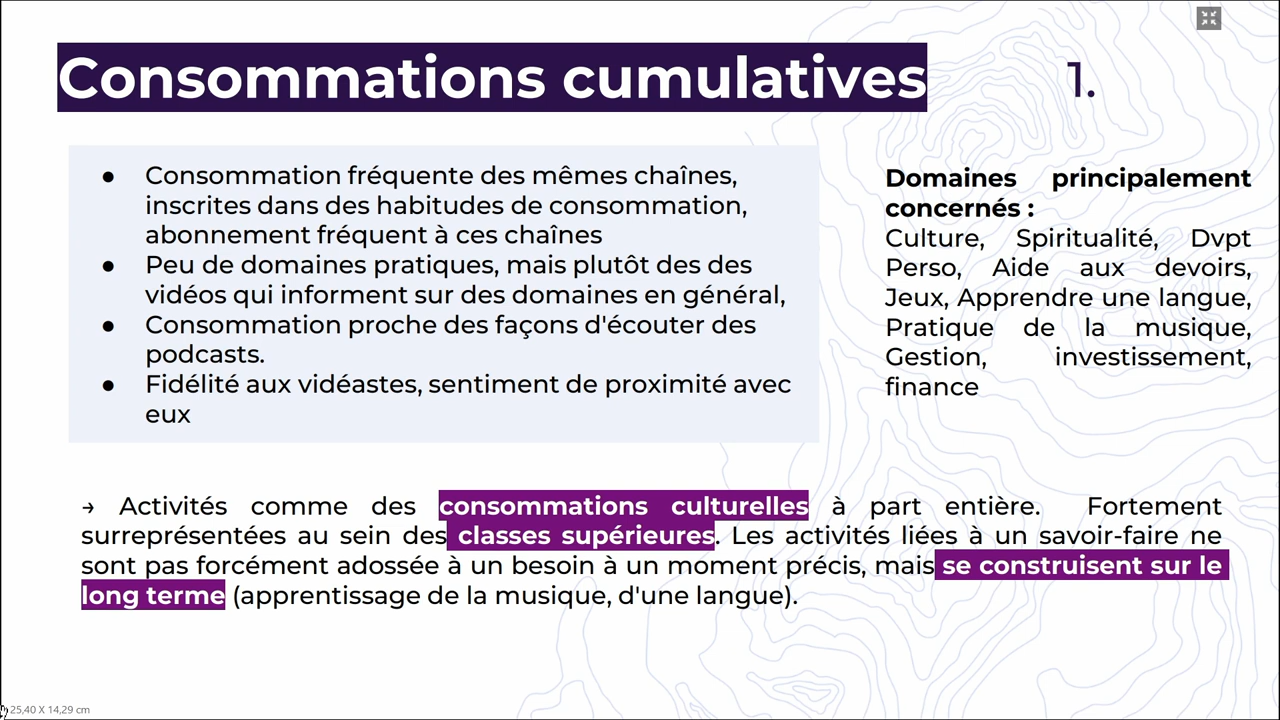 Consommations cumulatives
1.
● Consommation fréquente des mêmes chaînes,
inscrites dans des habitudes de consommation,
abonnement fréquent à ces chaînes
● Peu de domaines pratiques, mais plutôt des des
vidéos qui informent sur des domaines en général,
● Consommation proche des façons d'écouter des
podcasts.
● Fidélité aux vidéastes, sentiment de proximité avec
eux
Domaines principalement
concernés :
Culture, Spiritualité, Dvpt
Perso, Aide aux devoirs,
Jeux, Apprendre une langue,
Pratique de la musique,
Gestion, investissement,
finance
→ Activités comme des consommations culturelles à part entière. Fortement
surreprésentées au sein des classes supérieures. Les activités liées à un savoir-faire ne
sont pas forcément adossée à un besoin à un moment précis, mais se construisent sur le
long terme (apprentissage de la musique, d'une langue).
25,40 X 14,29 cm